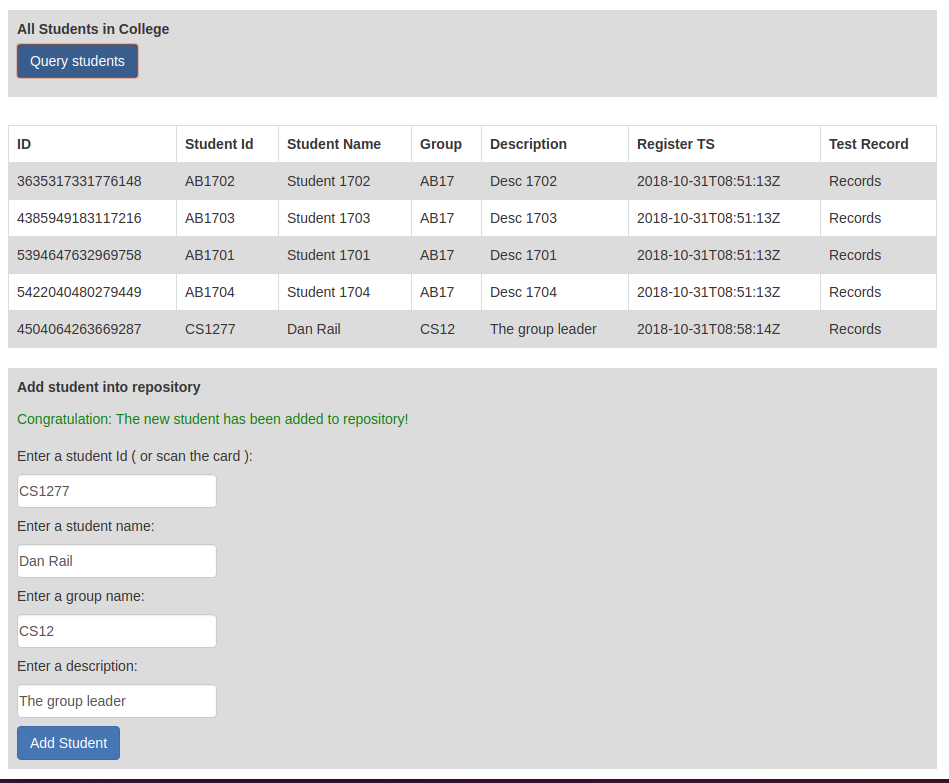 All Students in College
Query students
ID Student Id Student Name Group Description Register TS Test Record
3635317331776148 AB1702 Student 1702 AB17 Desc 1702 2018-10-31T08:51:13Z Records
4385949183117216 AB1703 Student 1703 AB17 Desc 1703 2018-10-31T08:51:13Z Records
5394647632969758 AB1701 Student 1701 AB17 Desc 1701 2018-10-31T08:51:13Z Records
5422040480279449 AB1704 Student 1704 AB17 Desc 1704 2018-10-31T08:51:13Z Records
4504064263669287 CS1277 Dan Rail CS12 The group leader 2018-10-31T08:58:14Z Records
Add student into repository
Congratulation: The new student has been added to repository!
Enter a student Id ( or scan the card ):
CS1277
Enter a student name:
Dan Rail
Enter a group name:
CS12
Enter a description:
The group leader
Add Student